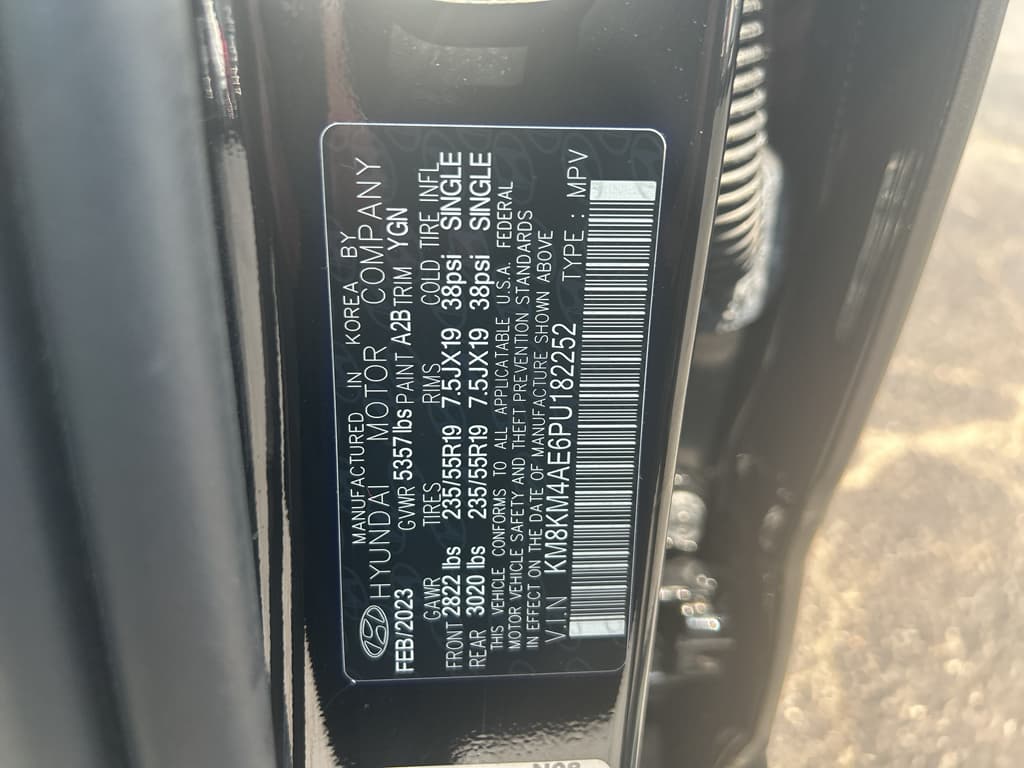 MANUFACTURED IN KOREA BY
HYUNDAI MOTOR COMPANY
FEB/2023 GVWR 5357lbs PAINT A2B TRIM YGN
GAWR TIRES RIMS COLD TIRE INFL
FRONT 2822 lbs 235/55R19 7.5JX19 38psi SINGLE
REAR 3020 lbs 235/55R19 7.5JX19 38psi SINGLE
THIS VEHICLE CONFORMS TO ALL APPLICATABLE U.S.A. FEDERAL
MOTOR VEHICLE SAFETY AND THEFT PREVENTION STANDARDS
IN EFFECT ON THE DATE OF MANUFACTURE SHOWN ABOVE
V.I.N KM8KM4AE6PU182252 TYPE : MPV